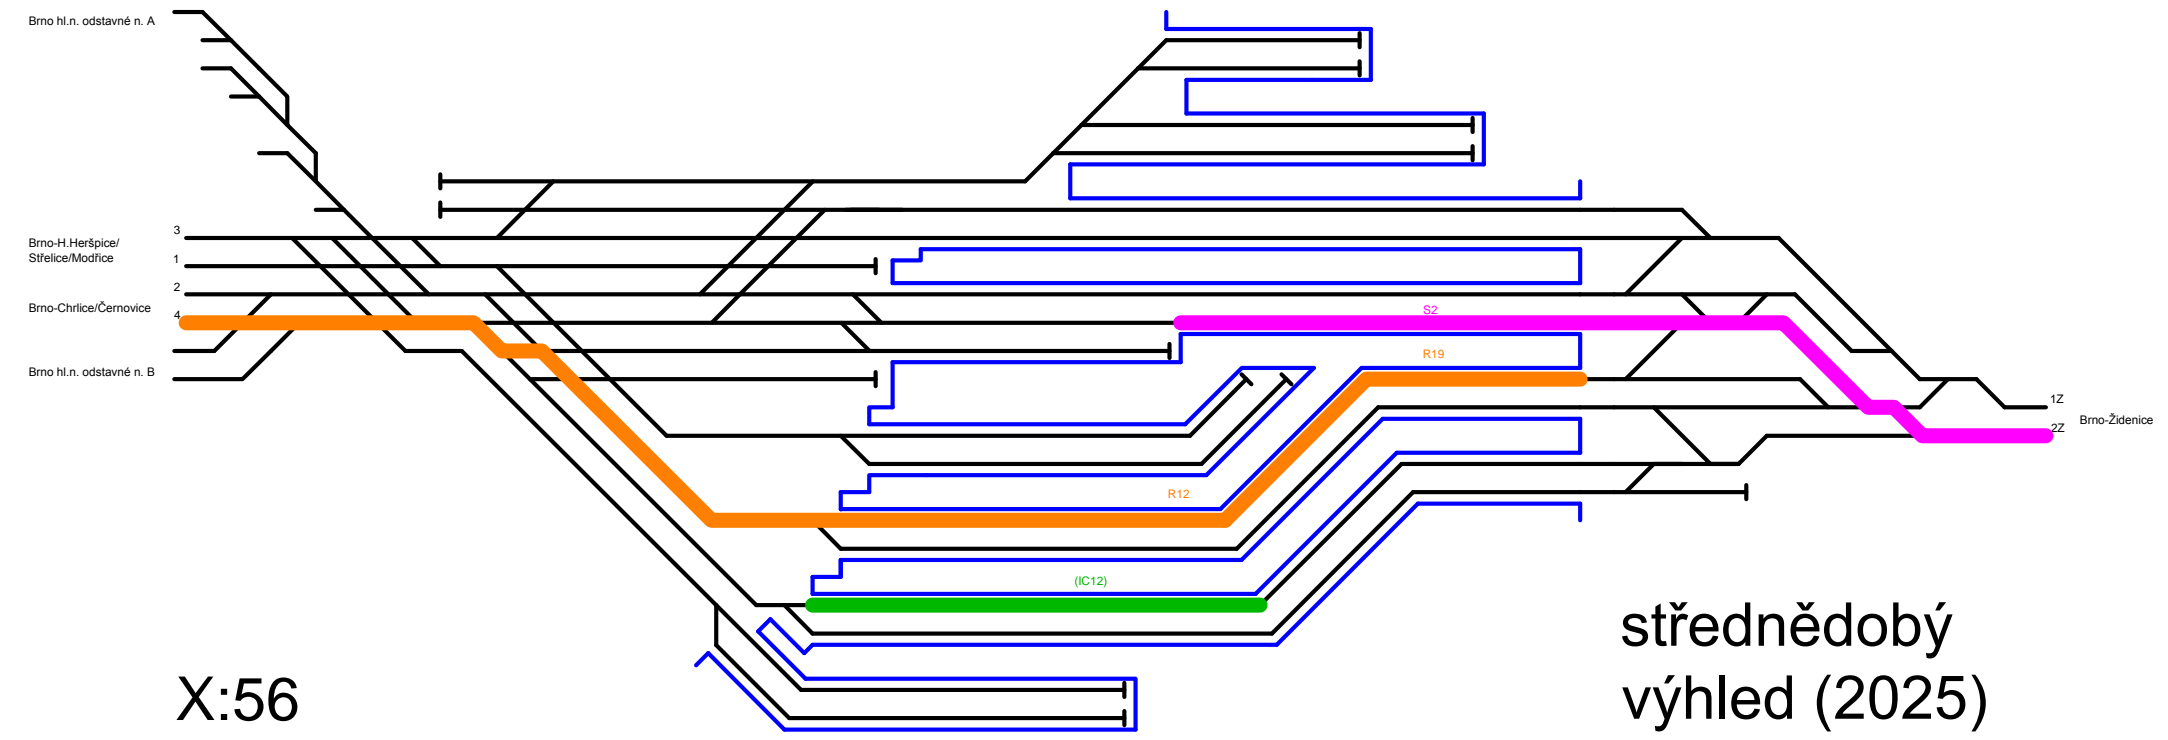 Brno hl.n. odstavné n. A
3
Brno-H.Heršpice/
Střelice/Modřice
1
2
Brno-Chrlice/Černovice
4
S2
R19
Brno hl.n. odstavné n. B
1Z
Brno-Židenice
2Z
R12
(IC12)
střednědobý
výhled (2025)
X:56